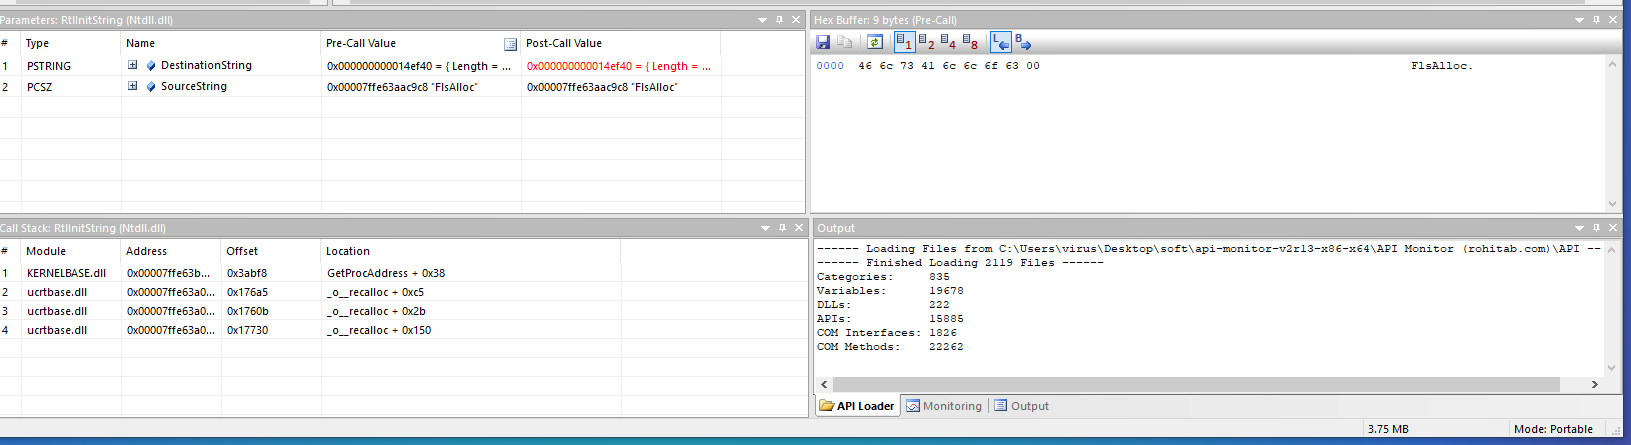 Parameters: RtlInitString (Ntdll.dll)
# Type Name Pre-Call Value Post-Call Value
1 PSTRING DestinationString 0x000000000014ef40 = { Length = ... 0x000000000014ef40 = { Length = ...
2 PCSZ SourceString 0x00007ffe63aac9c8 "FlsAlloc" 0x00007ffe63aac9c8 "FlsAlloc"
Hex Buffer: 9 bytes (Pre-Call)
1 2 4 8 L B
0000 46 6c 73 41 6c 6c 6f 63 00 FlsAlloc.
Call Stack: RtlInitString (Ntdll.dll)
# Module Address Offset Location
1 KERNELBASE.dll 0x00007ffe63b... 0x3abf8 GetProcAddress + 0x38
2 ucrtbase.dll 0x00007ffe63a0... 0x176a5 _o__recalloc + 0xc5
3 ucrtbase.dll 0x00007ffe63a0... 0x1760b _o__recalloc + 0x2b
4 ucrtbase.dll 0x00007ffe63a0... 0x17730 _o__recalloc + 0x150
Output
------ Loading Files from C:\Users\virus\Desktop\soft\api-monitor-v2r13-x86-x64\API Monitor (rohitab.com)\API --
------ Finished Loading 2119 Files ------
Categories: 835
Variables: 19678
DLLs: 222
APIs: 15885
COM Interfaces: 1826
COM Methods: 22262
API Loader Monitoring Output
3.75 MB Mode: Portable